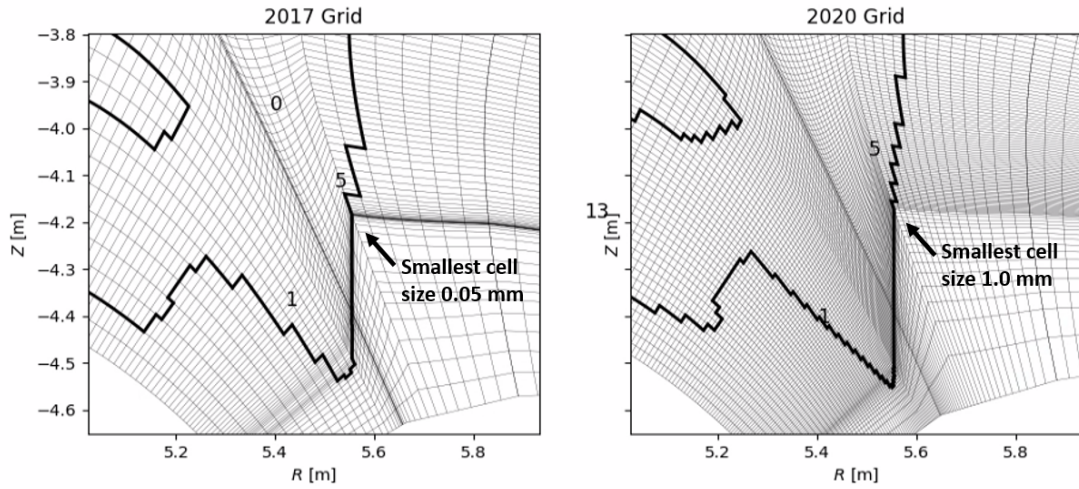 2017 Grid
−3.8
−3.9
−4.0
−4.1
−4.2
−4.3
−4.4
−4.5
−4.6
Z [m]
0
5
1
Smallest cell
size 0.05 mm
5.2
5.4
5.6
5.8
R [m]
2020 Grid
13
Z [m]
5
1
Smallest cell
size 1.0 mm
5.2
5.4
5.6
5.8
R [m]